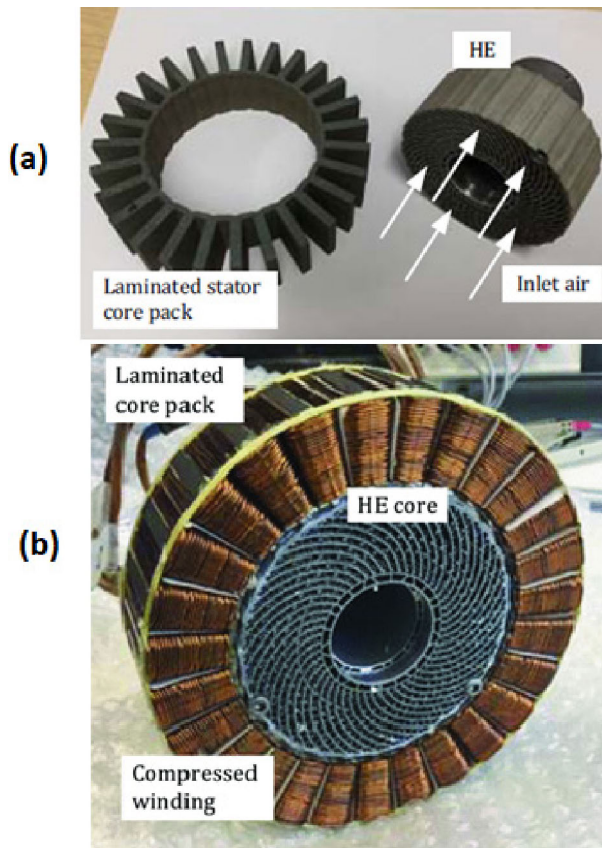 HE
(a)
Laminated stator
core pack
Inlet air
Laminated
core pack
HE core
(b)
Compressed
winding